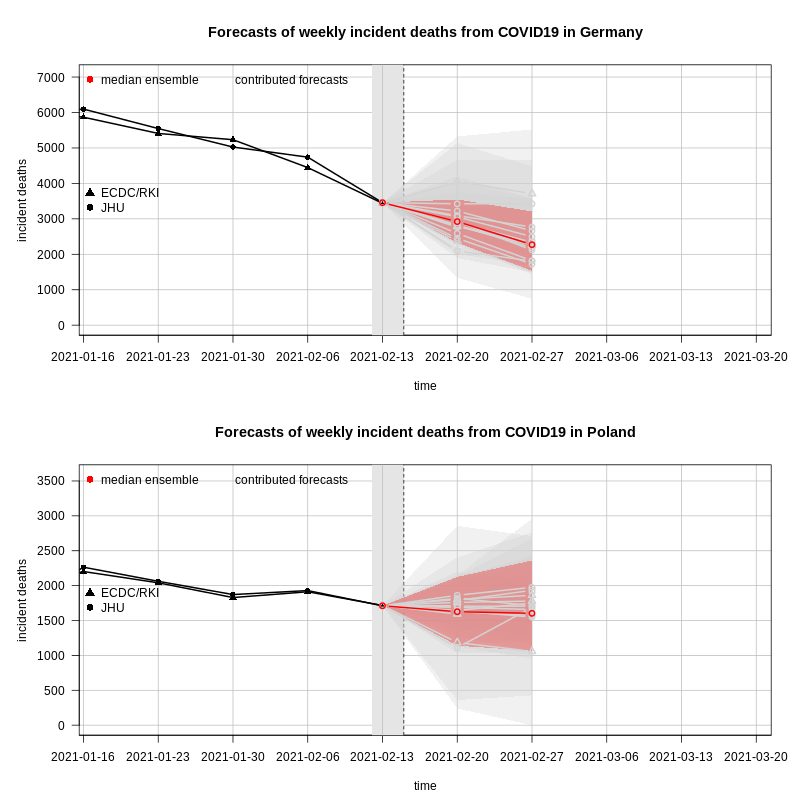 Forecasts of weekly incident deaths from COVID19 in Germany
incident deaths
7000
6000
5000
4000
3000
2000
1000
0
median ensemble
contributed forecasts
ECDC/RKI
JHU
2021-01-16 2021-01-23 2021-01-30 2021-02-06 2021-02-13 2021-02-20 2021-02-27 2021-03-06 2021-03-13 2021-03-20
time
Forecasts of weekly incident deaths from COVID19 in Poland
incident deaths
3500
3000
2500
2000
1500
1000
500
0
median ensemble
contributed forecasts
ECDC/RKI
JHU
2021-01-16 2021-01-23 2021-01-30 2021-02-06 2021-02-13 2021-02-20 2021-02-27 2021-03-06 2021-03-13 2021-03-20
time